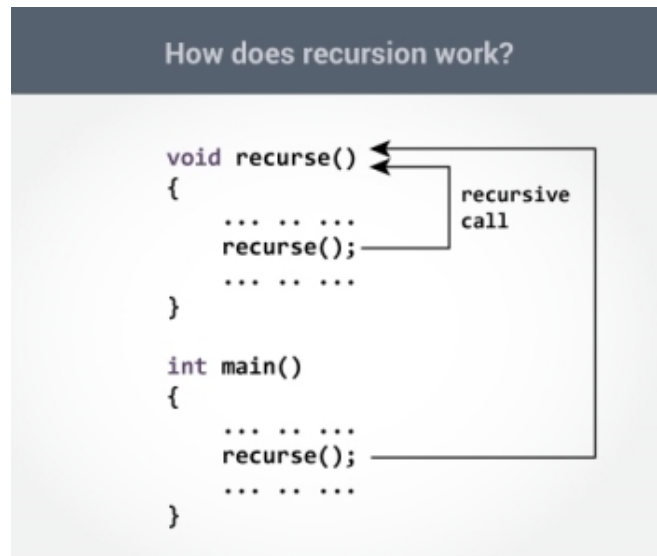 How does recursion work?
void recurse()
{
... .. ...
recurse();
... .. ...
}
recursive
call
int main()
{
... .. ...
recurse();
... .. ...
}